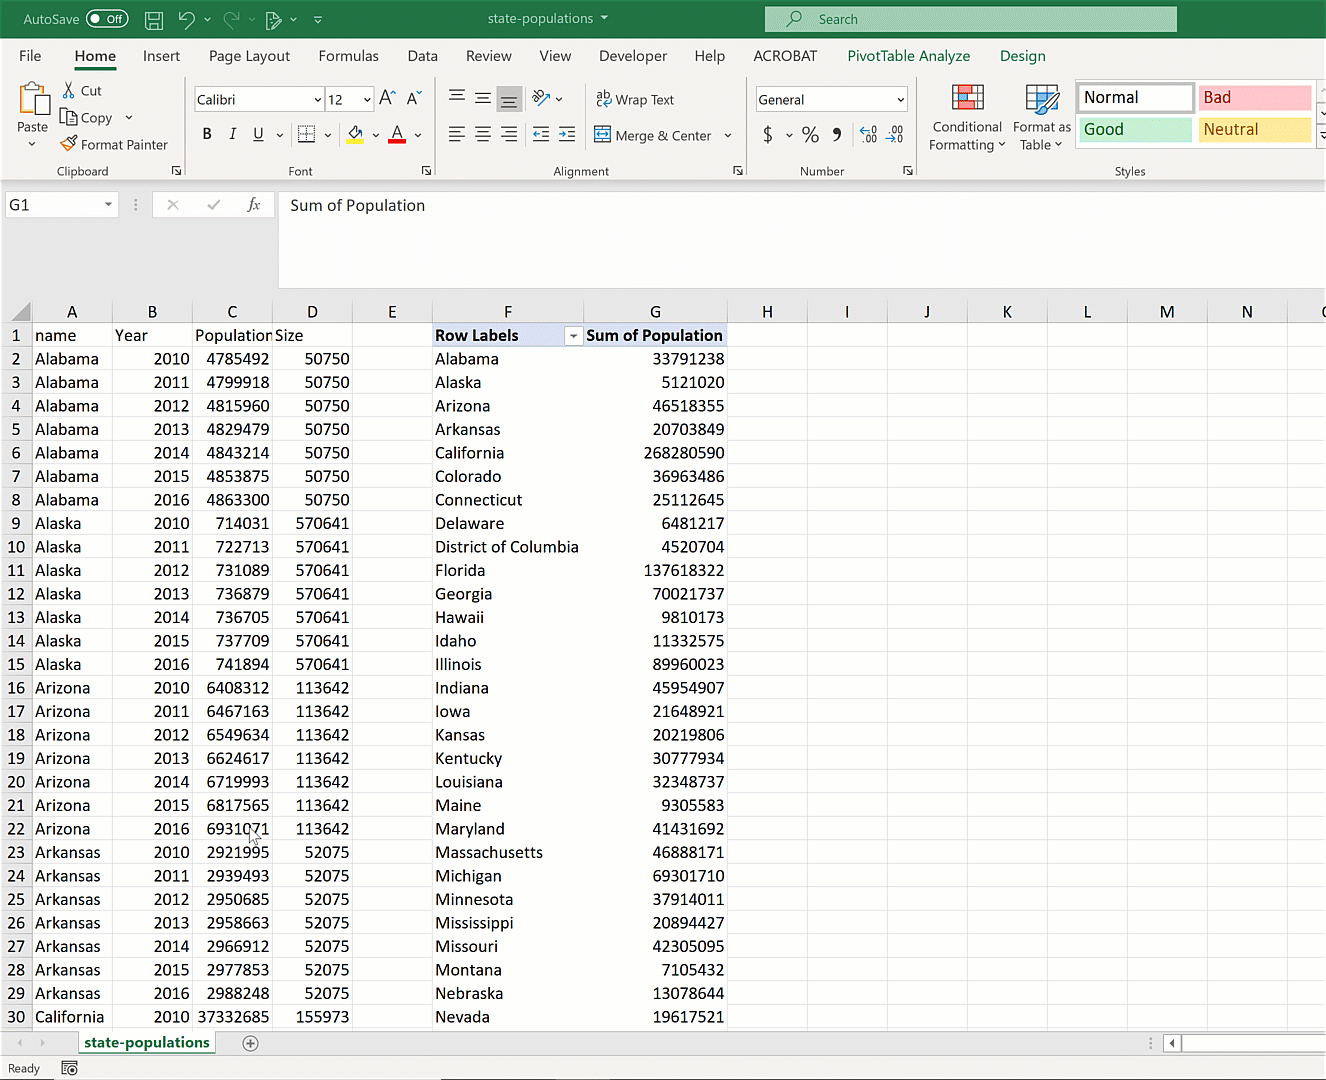 AutoSave Off state-populations Search
File Home Insert Page Layout Formulas Data Review View Developer Help ACROBAT PivotTable Analyze Design
Paste Cut Copy Format Painter Clipboard
Calibri 12 B I U A Font
ab Wrap Text Merge & Center Alignment
General $ % Number
Conditional Formatting Format as Table Normal Bad Good Neutral Styles
G1 fx Sum of Population
A B C D E F G H I J K L M N
1 name Year Population Size Row Labels Sum of Population
2 Alabama 2010 4785492 50750 Alabama 33791238
3 Alabama 2011 4799918 50750 Alaska 5121020
4 Alabama 2012 4815960 50750 Arizona 46518355
5 Alabama 2013 4829479 50750 Arkansas 20703849
6 Alabama 2014 4843214 50750 California 268280590
7 Alabama 2015 4853875 50750 Colorado 36963486
8 Alabama 2016 4863300 50750 Connecticut 25112645
9 Alaska 2010 714031 570641 Delaware 6481217
10 Alaska 2011 722713 570641 District of Columbia 4520704
11 Alaska 2012 731089 570641 Florida 137618322
12 Alaska 2013 736879 570641 Georgia 70021737
13 Alaska 2014 736705 570641 Hawaii 9810173
14 Alaska 2015 737709 570641 Idaho 11332575
15 Alaska 2016 741894 570641 Illinois 89960023
16 Arizona 2010 6408312 113642 Indiana 45954907
17 Arizona 2011 6467163 113642 Iowa 21648921
18 Arizona 2012 6549634 113642 Kansas 20219806
19 Arizona 2013 6624617 113642 Kentucky 30777934
20 Arizona 2014 6719993 113642 Louisiana 32348737
21 Arizona 2015 6817565 113642 Maine 9305583
22 Arizona 2016 6931071 113642 Maryland 41431692
23 Arkansas 2010 2921995 52075 Massachusetts 46888171
24 Arkansas 2011 2939493 52075 Michigan 69301710
25 Arkansas 2012 2950685 52075 Minnesota 37914011
26 Arkansas 2013 2958663 52075 Mississippi 20894427
27 Arkansas 2014 2966912 52075 Missouri 42305095
28 Arkansas 2015 2977853 52075 Montana 7105432
29 Arkansas 2016 2988248 52075 Nebraska 13078644
30 California 2010 37332685 155973 Nevada 19617521
state-populations
Ready